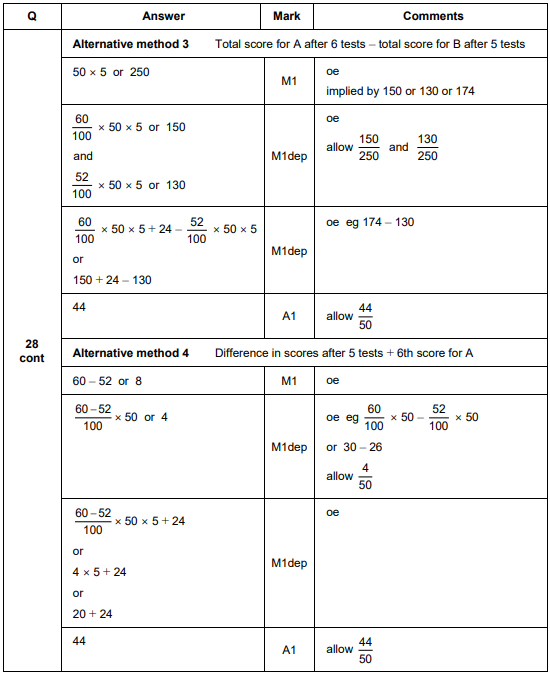 Q Answer Mark Comments
Alternative method 3 Total score for A after 6 tests – total score for B after 5 tests
50 × 5 or 250
M1
oe
implied by 150 or 130 or 174
60/100 × 50 × 5 or 150
and
52/100 × 50 × 5 or 130
M1dep
oe
allow 150/250 and 130/250
60/100 × 50 × 5 + 24 – 52/100 × 50 × 5
or
150 + 24 – 130
M1dep
oe eg 174 – 130
44
A1
allow 44/50
28
cont
Alternative method 4 Difference in scores after 5 tests + 6th score for A
60 – 52 or 8
M1
oe
60 – 52/100 × 50 or 4
M1dep
oe eg 60/100 × 50 – 52/100 × 50
or 30 – 26
allow 4/50
60 – 52/100 × 50 × 5 + 24
or
4 × 5 + 24
or
20 + 24
M1dep
oe
44
A1
allow 44/50